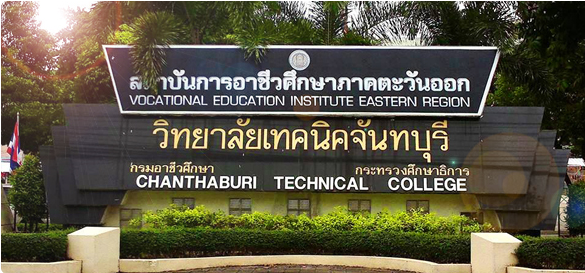 สถาบันการอาชีวศึกษาภาคตะวันออก
VOCATIONAL EDUCATION INSTITUTE EASTERN REGION
วิทยาลัยเทคนิคจันทบุรี
กรมอาชีวศึกษา กระทรวงศึกษาธิการ
CHANTHABURI TECHNICAL COLLEGE